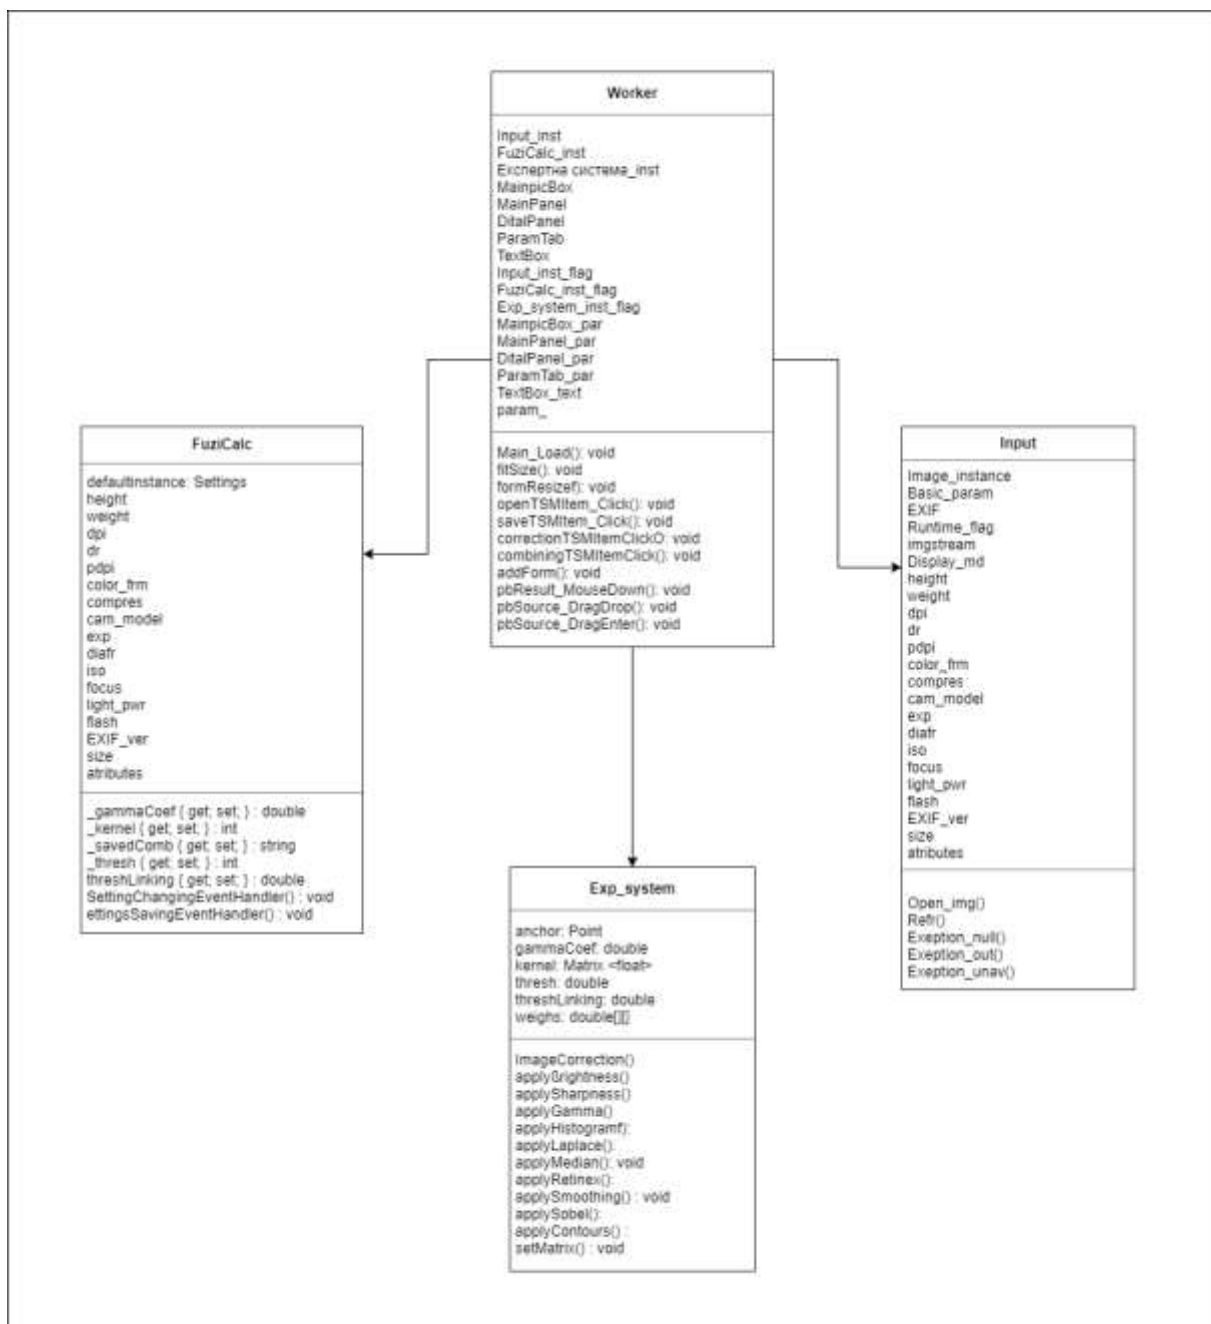 Worker
Input_inst
FuziCalc_inst
Експертна система_inst
MainpicBox
MainPanel
DitalPanel
ParamTab
TextBox
Input_inst_flag
FuziCalc_inst_flag
Exp_system_inst_flag
MainpicBox_par
MainPanel_par
DitalPanel_par
ParamTab_par
TextBox_text
param_
Main_Load(): void
fitSize(): void
formResizef): void
openTSMItem_Click(): void
saveTSMItem_Click(): void
correctionTSMItemClickO: void
combiningTSMItemClick(): void
addForm(): void
pbResult_MouseDown(): void
pbSource_DragDrop(): void
pbSource_DragEnter(): void
FuziCalc
defaultinstance: Settings
height
weight
dpi
dr
pdpi
color_frm
compres
cam_model
exp
diafr
iso
focus
light_pwr
flash
EXIF_ver
size
atributes
_gammaCoef { get; set; } : double
_kernel { get; set; } : int
_savedComb { get; set; } : string
_thresh { get; set; } : int
threshLinking { get; set; } : double
SettingChangingEventHandler() : void
ettingsSavingEventHandler() : void
Input
Image_instance
Basic_param
EXIF
Runtime_flag
imgstream
Display_md
height
weight
dpi
dr
pdpi
color_frm
compres
cam_model
exp
diafr
iso
focus
light_pwr
flash
EXIF_ver
size
atributes
Open_img()
Refr()
Exeption_null()
Exeption_out()
Exeption_unav()
Exp_system
anchor: Point
gammaCoef: double
kernel: Matrix <float>
thresh: double
threshLinking: double
weighs: double[][]
ImageCorrection()
applyßrightness()
applySharpness()
applyGamma()
applyHistogramf):
applyLaplace():
applyMedian(): void
applyRetinex():
applySmoothing() : void
applySobel():
applyContours() :
setMatrix() : void